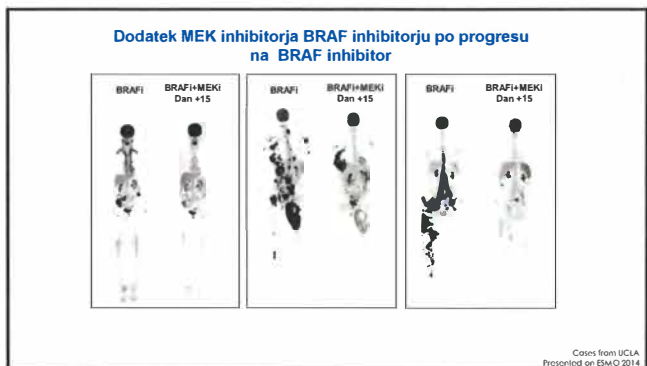 Dodatek MEK inhibitorja BRAF inhibitorju po progresu
na BRAF inhibitor
BRAFi
BRAFi+MEKi
Dan +15
BRAFi
BRAFi+MEKi
Dan +15
BRAFi
BRAFi+MEKi
Dan +15
Cases from UCLA
Presented on ESMO 2014